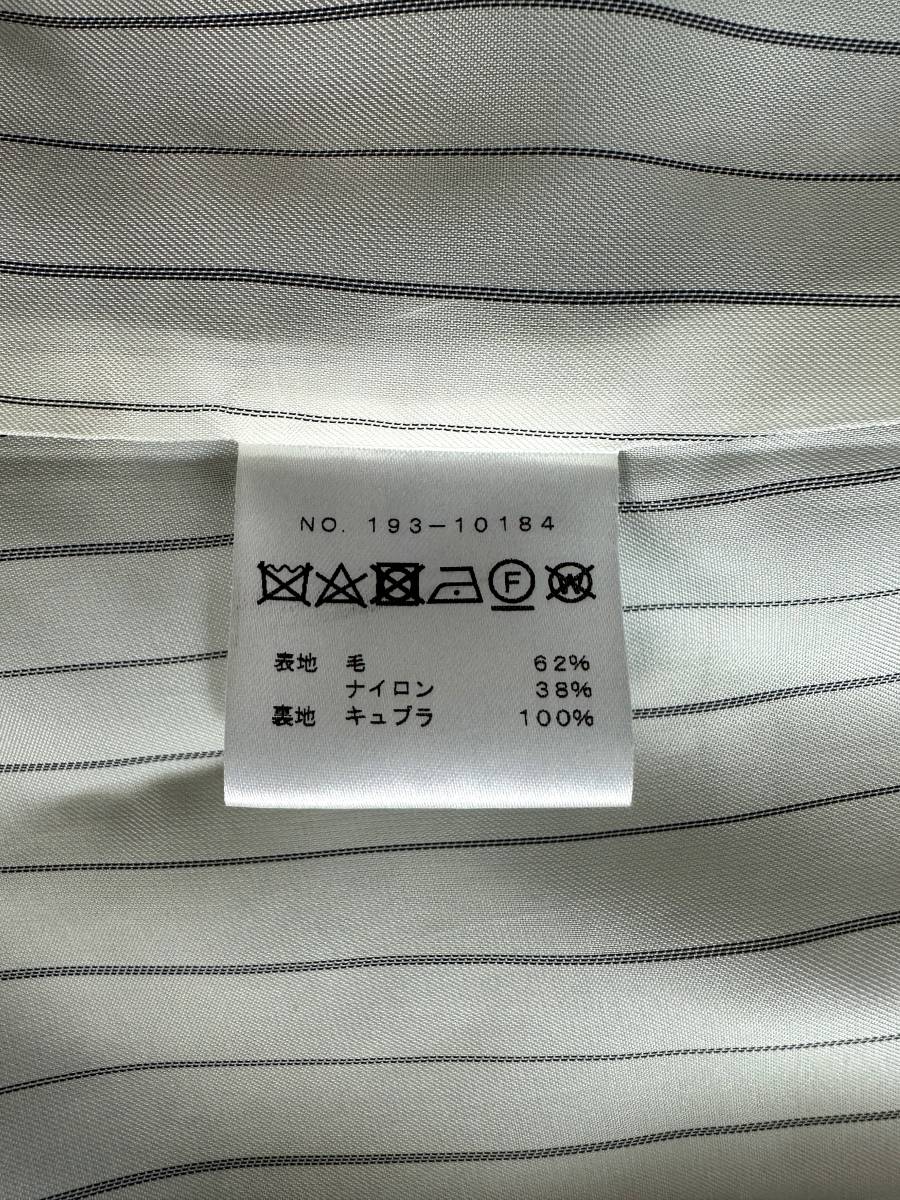 NO. 193-10184
F W
表地 毛 62%
ナイロン 38%
裏地 キュプラ 100%